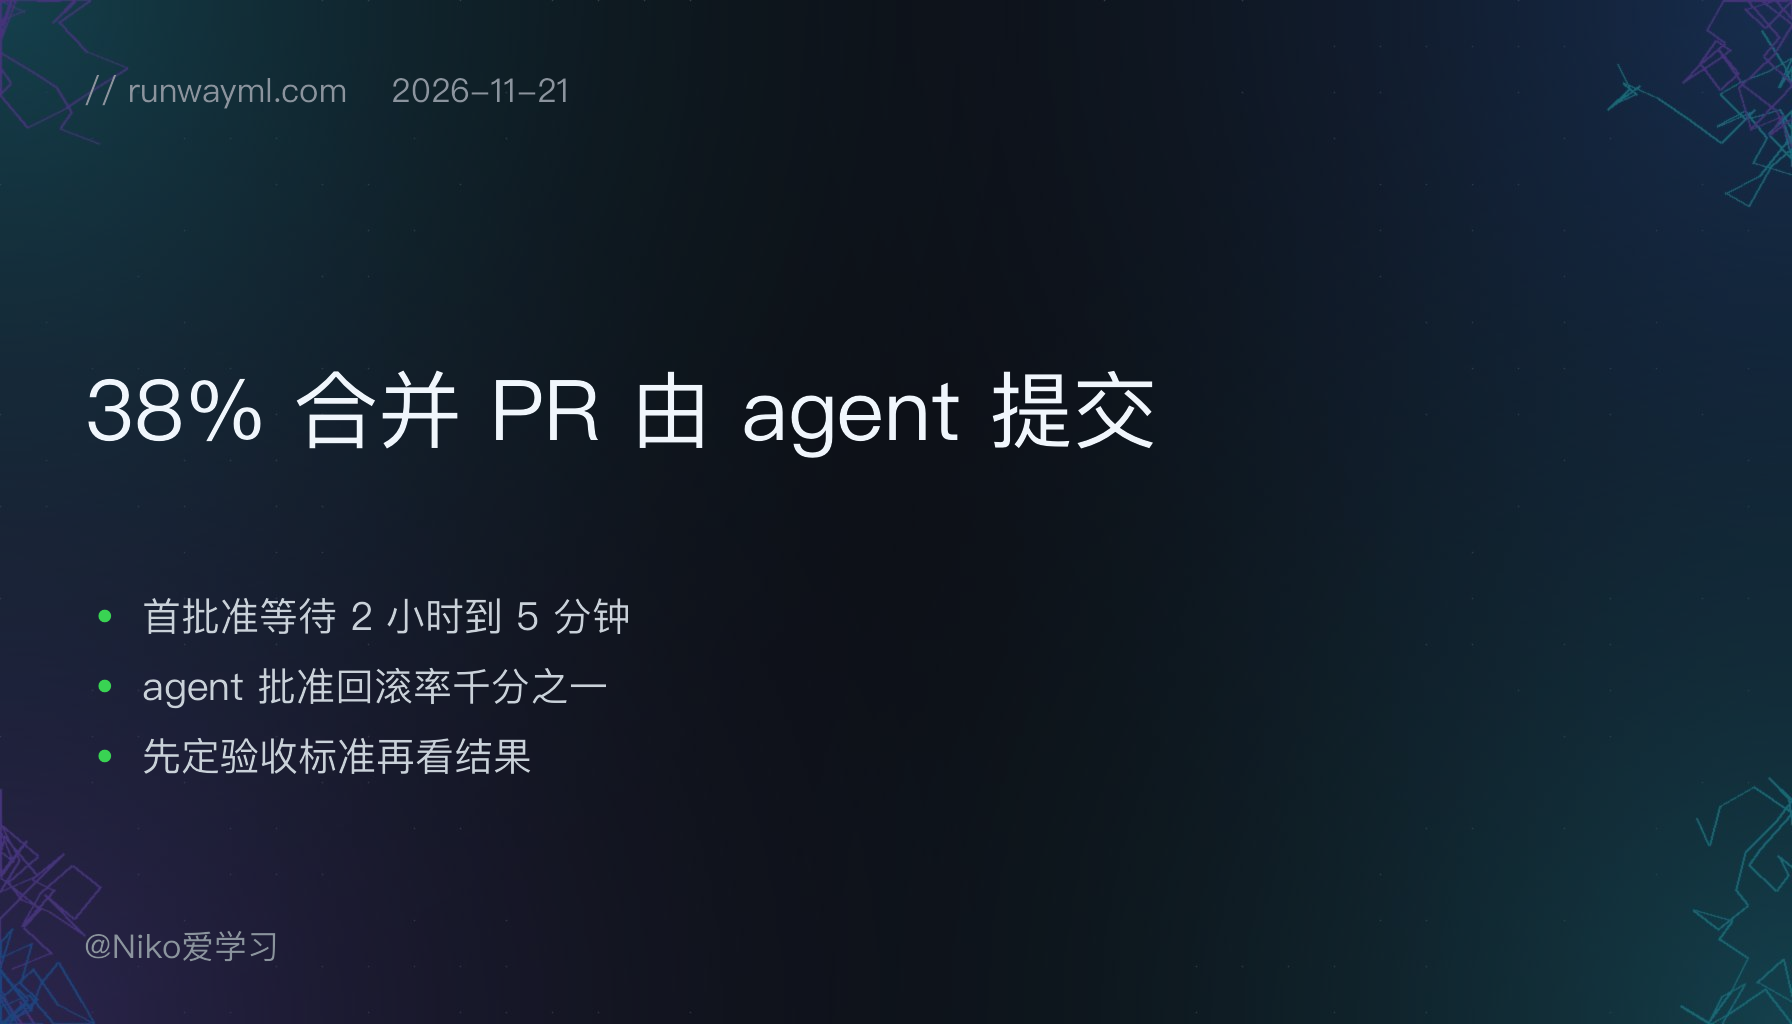 // runwayml.com 2026-11-21
38% 合并 PR 由 agent 提交
• 首批准等待 2 小时到 5 分钟
• agent 批准回滚率千分之一
• 先定验收标准再看结果
@Niko爱学习